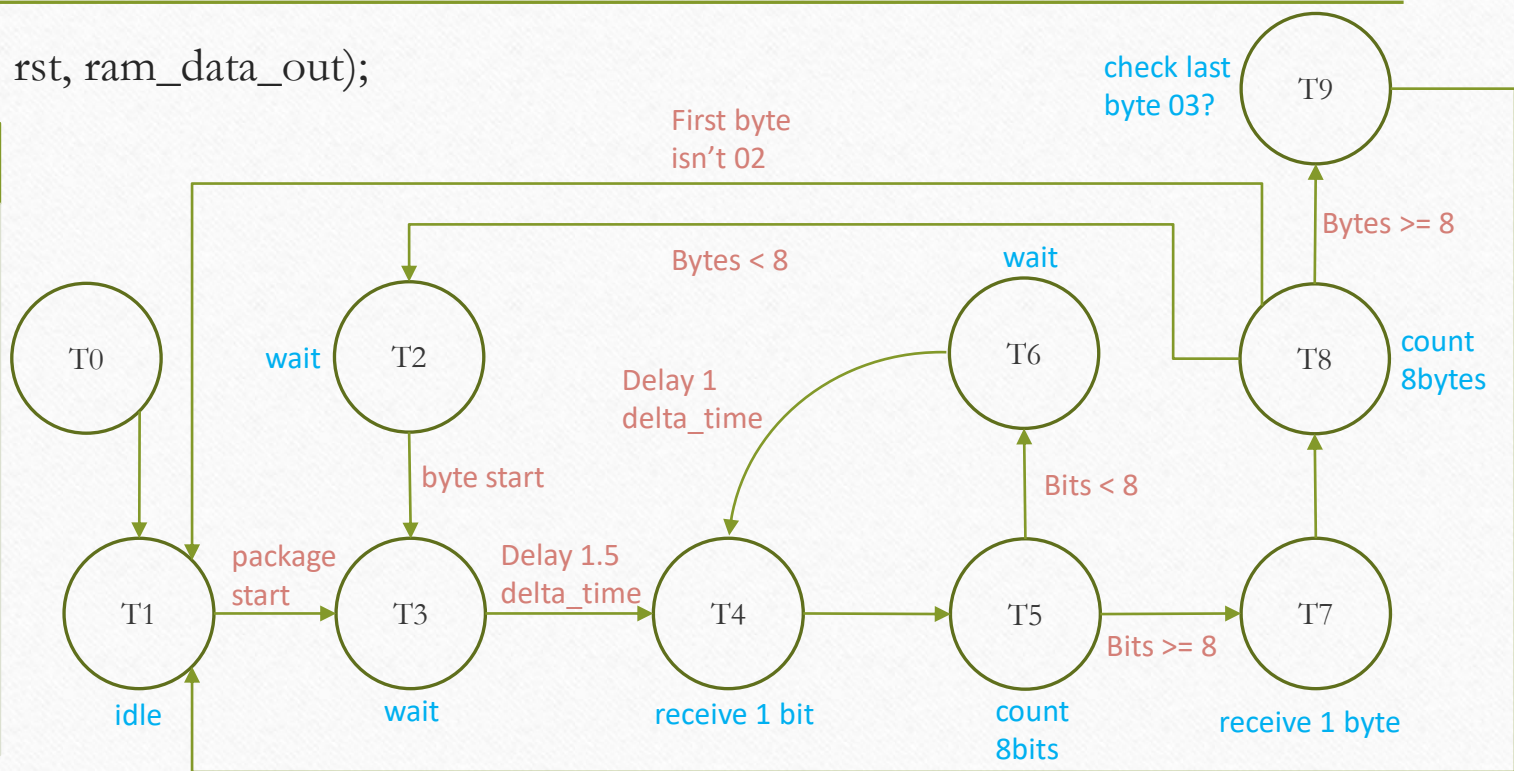 rst, ram_data_out);
check last
byte 03?
T9
First byte
isn't 02
Bytes >= 8
Bytes < 8
wait
T0
wait
T2
T6
T8
count
8bytes
Delay 1
delta_time
byte start
Bits < 8
package
start
Delay 1.5
delta_time
T1
T3
T4
T5
Bits >= 8
T7
idle
wait
receive 1 bit
count
8bits
receive 1 byte